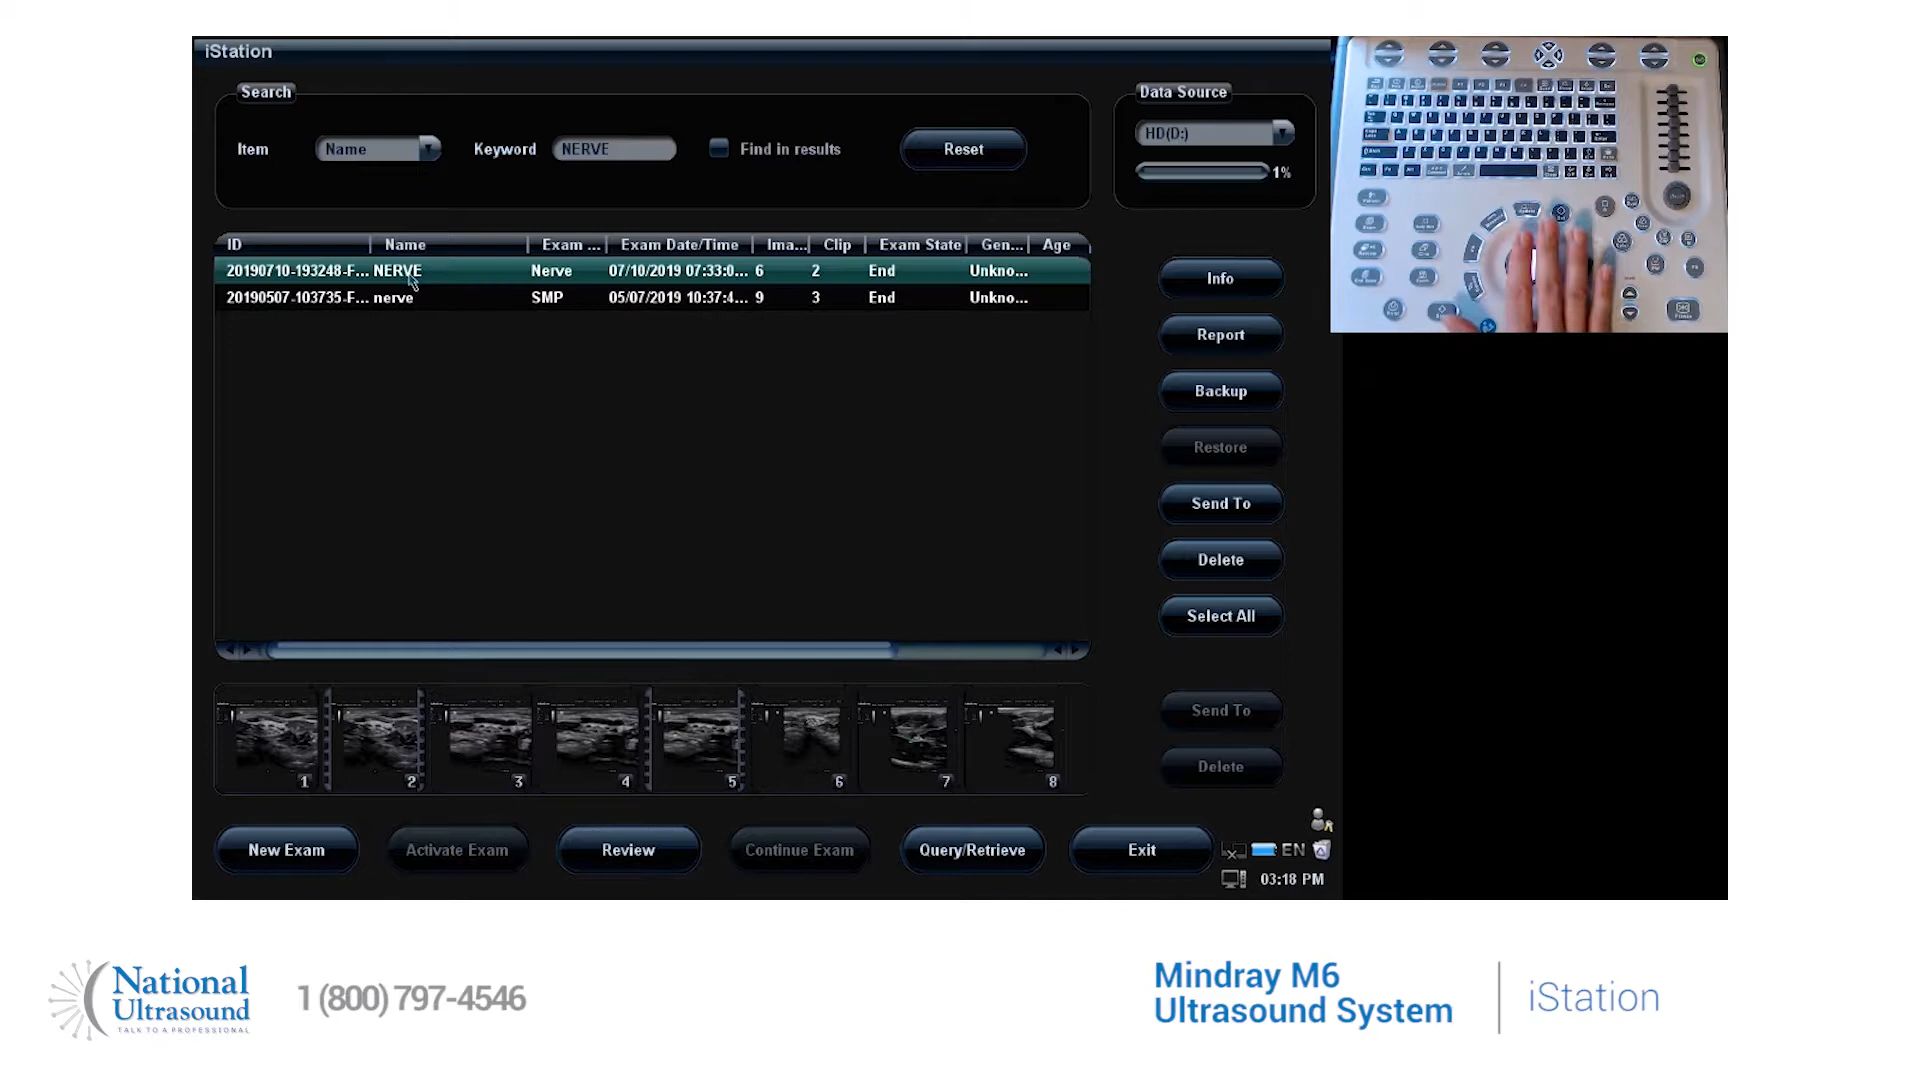 iStation
Search
Item Name Keyword NERVE Find in results Reset
Data Source
HD(D:)
1%
ID Name Exam ... Exam Date/Time Ima... Clip Exam State Gen... Age
20190710-193248-F... NERVE Nerve 07/10/2019 07:33:0... 6 2 End Unkno...
20190507-103735-F... nerve SMP 05/07/2019 10:37:4... 9 3 End Unkno...
Info
Report
Backup
Restore
Send To
Delete
Select All
1 2 3 4 5 6 7 8
Send To
Delete
New Exam Activate Exam Review Continue Exam Query/Retrieve Exit
EN
03:18 PM
National
Ultrasound
TALK TO A PROFESSIONAL
1 (800) 797-4546
Mindray M6
Ultrasound System
iStation